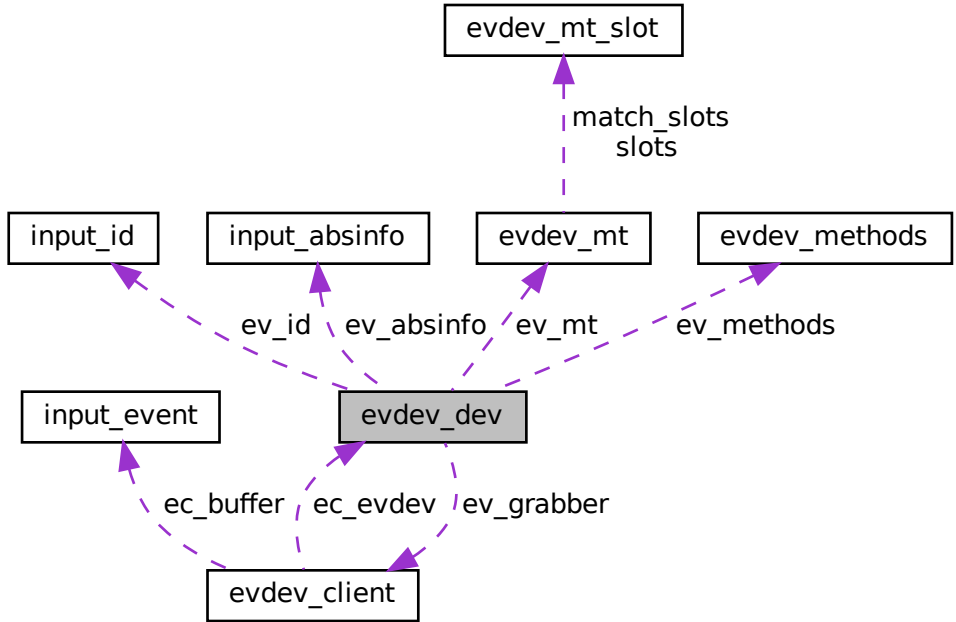 evdev_mt_slot
match_slots
slots
input_id
input_absinfo
evdev_mt
evdev_methods
ev_id
ev_absinfo
ev_mt
ev_methods
input_event
evdev_dev
ec_buffer
ec_evdev
ev_grabber
evdev_client